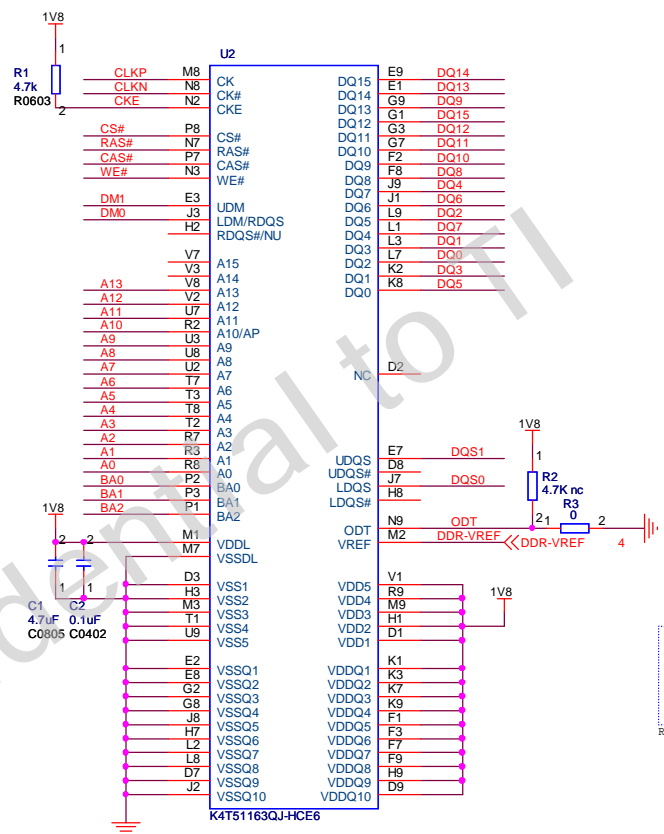 1V8
1
R1
4.7k
R0603
2
U2
CLKP M8 CK
CLKN N8 CK#
CKE N2 CKE
CS# P8 CS#
RAS# N7 RAS#
CAS# P7 CAS#
WE# N3 WE#
DM1 E3 UDM
DM0 J3 LDM/RDQS
H2 RDQS#/NU
V7 A15
V3 A14
A13 V8 A13
A12 V2 A12
A11 U7 A11
A10 R2 A10/AP
A9 U3 A9
A8 U8 A8
A7 U2 A7
A6 T7 A6
A5 T3 A5
A4 T8 A4
A3 T2 A3
A2 R7 A2
A1 R3 A1
A0 R8 A0
BA0 P2 BA0
BA1 P3 BA1
BA2 P1 BA2
1V8
M1 VDDL
M7 VSSDL
2 2
1 1
C1 C2
4.7uF 0.1uF
C0805 C0402
D3 VSS1
H3 VSS2
M3 VSS3
T1 VSS4
U9 VSS5
E2 VSSQ1
E8 VSSQ2
G2 VSSQ3
G8 VSSQ4
J8 VSSQ5
H7 VSSQ6
L2 VSSQ7
L8 VSSQ8
D7 VSSQ9
J2 VSSQ10
DQ15 E9 DQ14
DQ14 E1 DQ13
DQ13 G9 DQ9
DQ12 G1 DQ15
DQ11 G3 DQ12
DQ10 G7 DQ11
DQ9 F2 DQ10
DQ8 F8 DQ8
DQ7 J9 DQ4
DQ6 J1 DQ6
DQ5 L9 DQ2
DQ4 L1 DQ7
DQ3 L3 DQ1
DQ2 L7 DQ0
DQ1 K2 DQ3
DQ0 K8 DQ5
NC D2
UDQS E7 DQS1
UDQS# D8
LDQS J7 DQS0
LDQS# H8
1V8
1
R2
4.7K nc
2
R3
0
1 2
ODT N9 ODT
VREF M2 DDR-VREF DDR-VREF 4
VDD5 V1
VDD4 R9
VDD3 M9
VDD2 H1 1V8
VDD1 D1
VDDQ1 K1
VDDQ2 K3
VDDQ3 K7
VDDQ4 K9
VDDQ5 F1
VDDQ6 F3
VDDQ7 F7
VDDQ8 F9
VDDQ9 H9
VDDQ10 D9
K4T51163QJ-HCE6
dential to TI